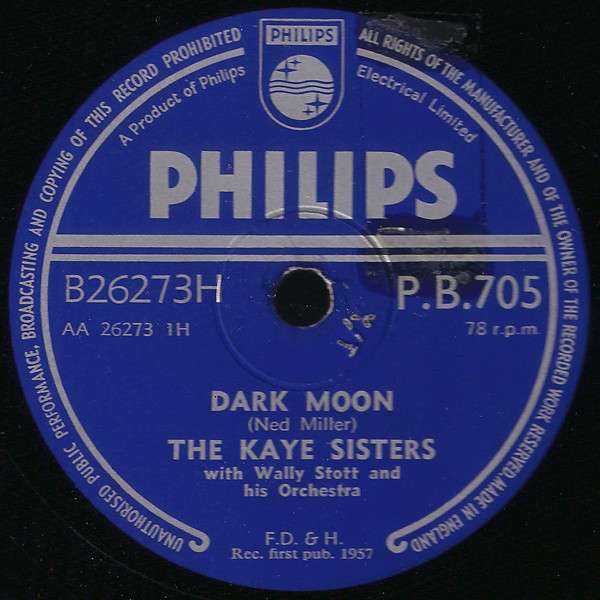 UNAUTHORISED PUBLIC PERFORMANCE, BROADCASTING AND COPYING OF THIS RECORD PROHIBITED
ALL RIGHTS OF THE MANUFACTURER AND OF THE OWNER OF THE RECORDED WORK RESERVED. MADE IN ENGLAND
PHILIPS
A Product of Philips
Electrical Limited
PHILIPS
B26273H
P.B.705
AA 26273 1H
78 r.p.m.
DARK MOON
(Ned Miller)
THE KAYE SISTERS
with Wally Stott and
his Orchestra
F.D. & H.
Rec. first pub. 1957